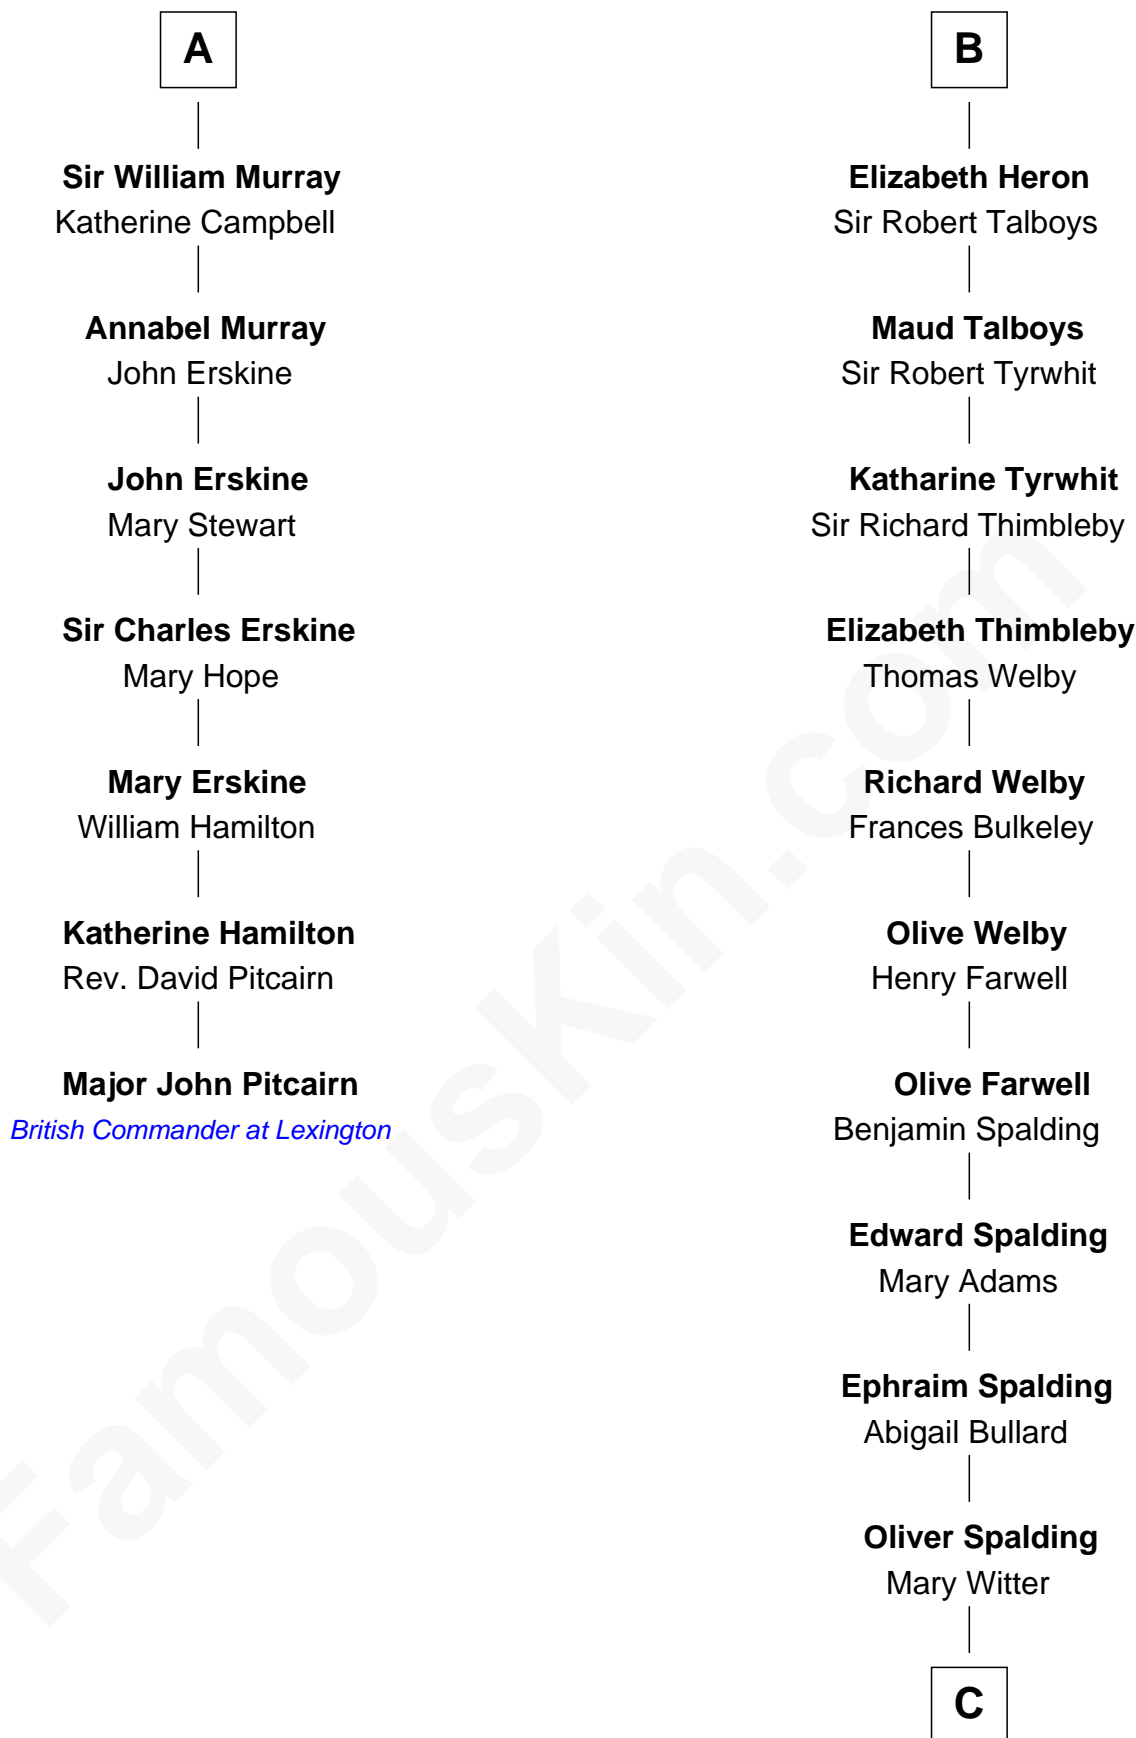 A
Sir William Murray
Katherine Campbell
Annabel Murray
John Erskine
John Erskine
Mary Stewart
Sir Charles Erskine
Mary Hope
Mary Erskine
William Hamilton
Katherine Hamilton
Rev. David Pitcairn
Major John Pitcairn
British Commander at Lexington
B
Elizabeth Heron
Sir Robert Talboys
Maud Talboys
Sir Robert Tyrwhit
Katharine Tyrwhit
Sir Richard Thimbleby
Elizabeth Thimbleby
Thomas Welby
Richard Welby
Frances Bulkeley
Olive Welby
Henry Farwell
Olive Farwell
Benjamin Spalding
Edward Spalding
Mary Adams
Ephraim Spalding
Abigail Bullard
Oliver Spalding
Mary Witter
C
FamousKin.com